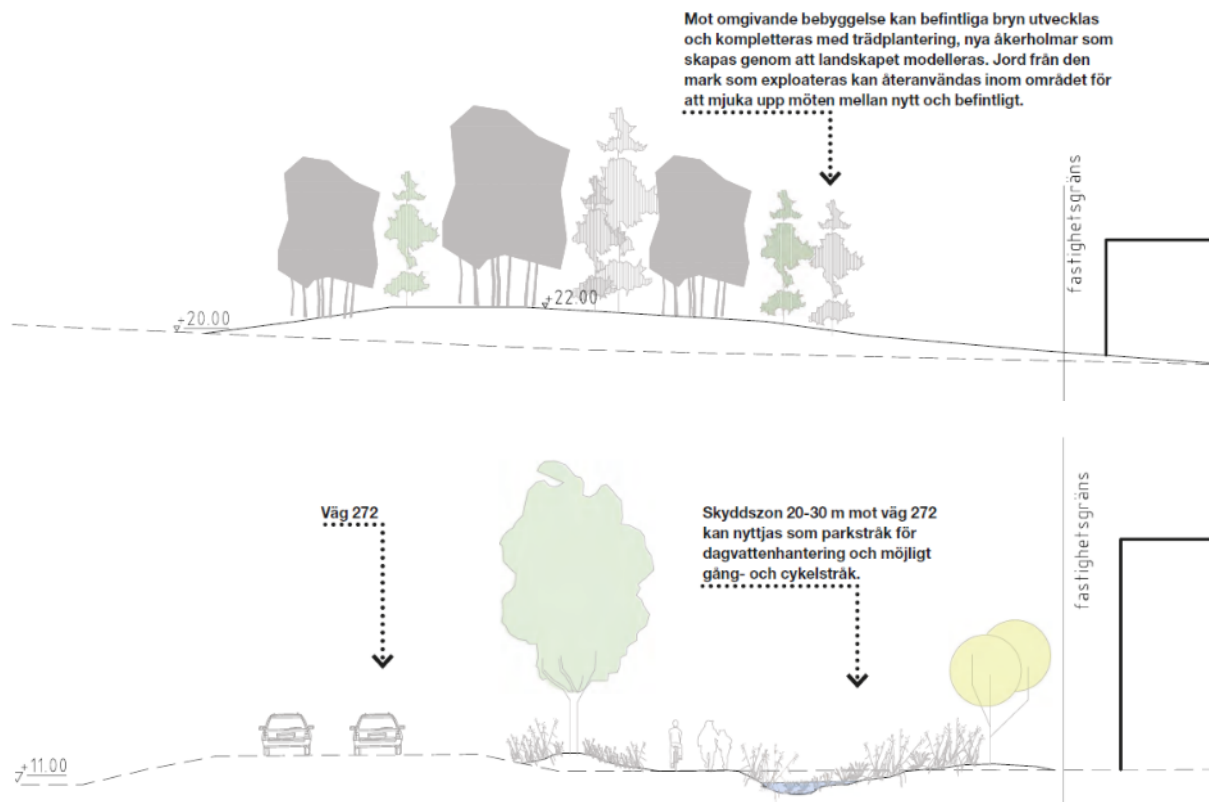 Mot omgivande bebyggelse kan befintliga bryn utvecklas
och kompletteras med trädplantering, nya åkerholmar som
skapas genom att landskapet modelleras. Jord från den
mark som exploateras kan återanvändas inom området för
att mjuka upp möten mellan nytt och befintligt.
fastighetsgräns
+22.00
+20.00
Väg 272
Skyddszon 20-30 m mot väg 272
kan nyttjas som parkstråk för
dagvattenhantering och möjligt
gång- och cykelstråk.
fastighetsgräns
+11.00